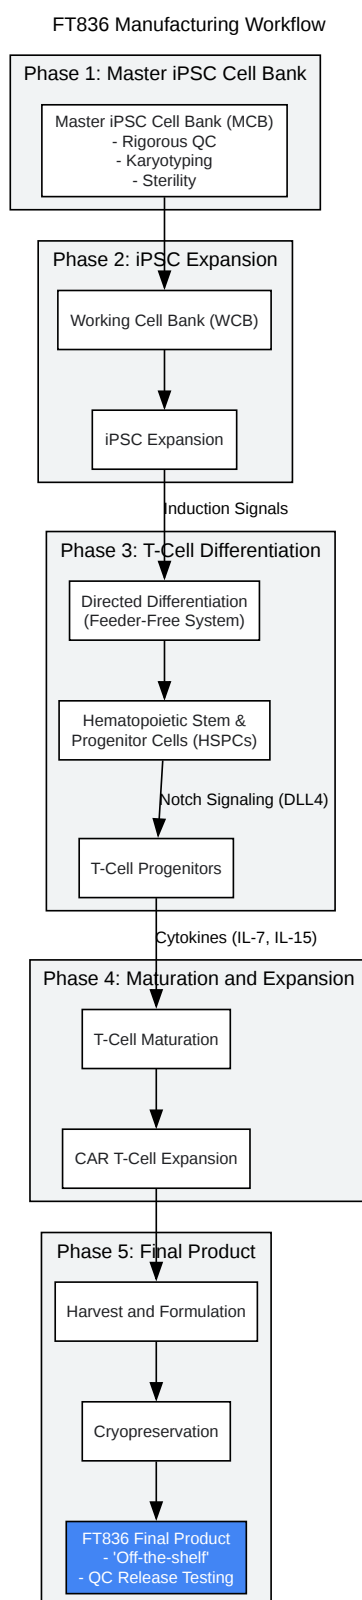 FT836 Manufacturing Workflow
Phase 1: Master iPSC Cell Bank
Master iPSC Cell Bank (MCB)
- Rigorous QC
- Karyotyping
- Sterility
Phase 2: iPSC Expansion
Working Cell Bank (WCB)
iPSC Expansion
Induction Signals
Phase 3: T-Cell Differentiation
Directed Differentiation
(Feeder-Free System)
Hematopoietic Stem &
Progenitor Cells (HSPCs)
Notch Signaling (DLL4)
T-Cell Progenitors
Cytokines (IL-7, IL-15)
Phase 4: Maturation and Expansion
T-Cell Maturation
CAR T-Cell Expansion
Phase 5: Final Product
Harvest and Formulation
Cryopreservation
FT836 Final Product
- 'Off-the-shelf'
- QC Release Testing